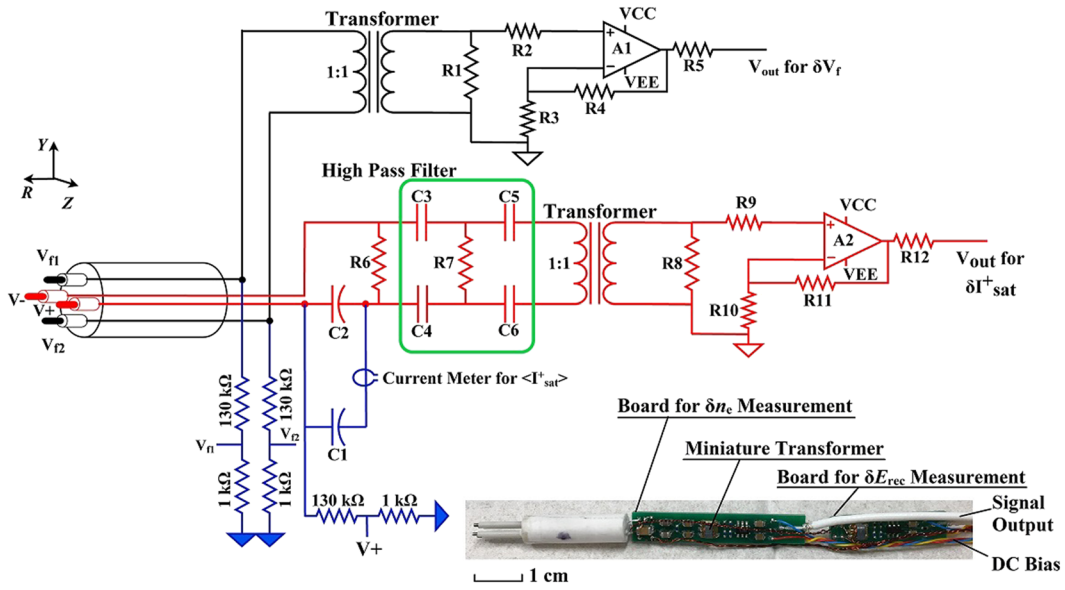 Transformer
VCC
R2
A1
+
−
R5
1:1
R1
VEE
Vout for δVf
R4
R3
Y
R
Z
High Pass Filter
C3
C5
Transformer
R9
VCC
+
A2
−
R12
Vf1
R6
R7
1:1
R8
VEE
Vout for
δI+sat
V-
V+
R11
R10
Vf2
C2
C4
C6
130 kΩ
130 kΩ
Current Meter for <I+sat>
Vf1
Vf2
C1
1 kΩ
1 kΩ
130 kΩ
1 kΩ
V+
Board for δne Measurement
Miniature Transformer
Board for δErec Measurement
Signal
Output
DC Bias
1 cm